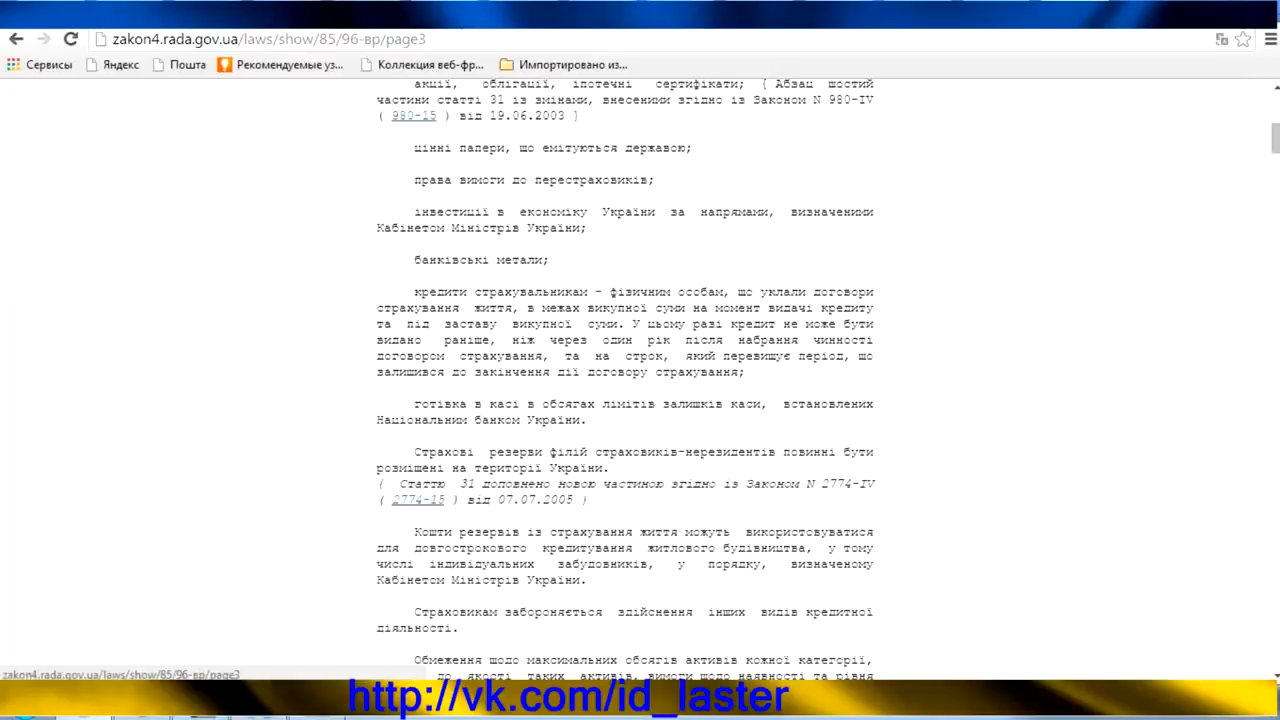 zakon4.rada.gov.ua/laws/show/85/96-вр/page3
Сервисы Яндекс Пошта Рекомендуемые уз... Коллекция веб-фр... Импортировано из...
акції, облігації, іпотечні сертифікати; { Абзац шостий
частини статті 31 із змінами, внесеними згідно із Законом N 980-IV
( 980-15 ) від 19.06.2003 }
цінні папери, що емітуються державою;
права вимоги до перестраховиків;
інвестиції в економіку України за напрямами, визначеними
Кабінетом Міністрів України;
банківські метали;
кредити страхувальникам - фізичним особам, що уклали договори
страхування життя, в межах викупної суми на момент видачі кредиту
та під заставу викупної суми. У цьому разі кредит не може бути
видано раніше, ніж через один рік після набрання чинності
договором страхування, та на строк, який перевищує період, що
залишився до закінчення дії договору страхування;
готівка в касі в обсягах лімітів залишків каси, встановлених
Національним банком України.
Страхові резерви філій страховиків-нерезидентів повинні бути
розміщені на території України.
{ Статтю 31 доповнено новою частиною згідно із Законом N 2774-IV
( 2774-15 ) від 07.07.2005 }
Кошти резервів із страхування життя можуть використовуватися
для довгострокового кредитування житлового будівництва, у тому
числі індивідуальних забудовників, у порядку, визначеному
Кабінетом Міністрів України.
Страховикам забороняється здійснення інших видів кредитної
діяльності.
Обмеження щодо максимальних обсягів активів кожної категорії,
до якості таких активів, вимоги щодо наявності та рівня
zakon4.rada.gov.ua/laws/show/85/96-вр/page3
http://vk.com/id_laster